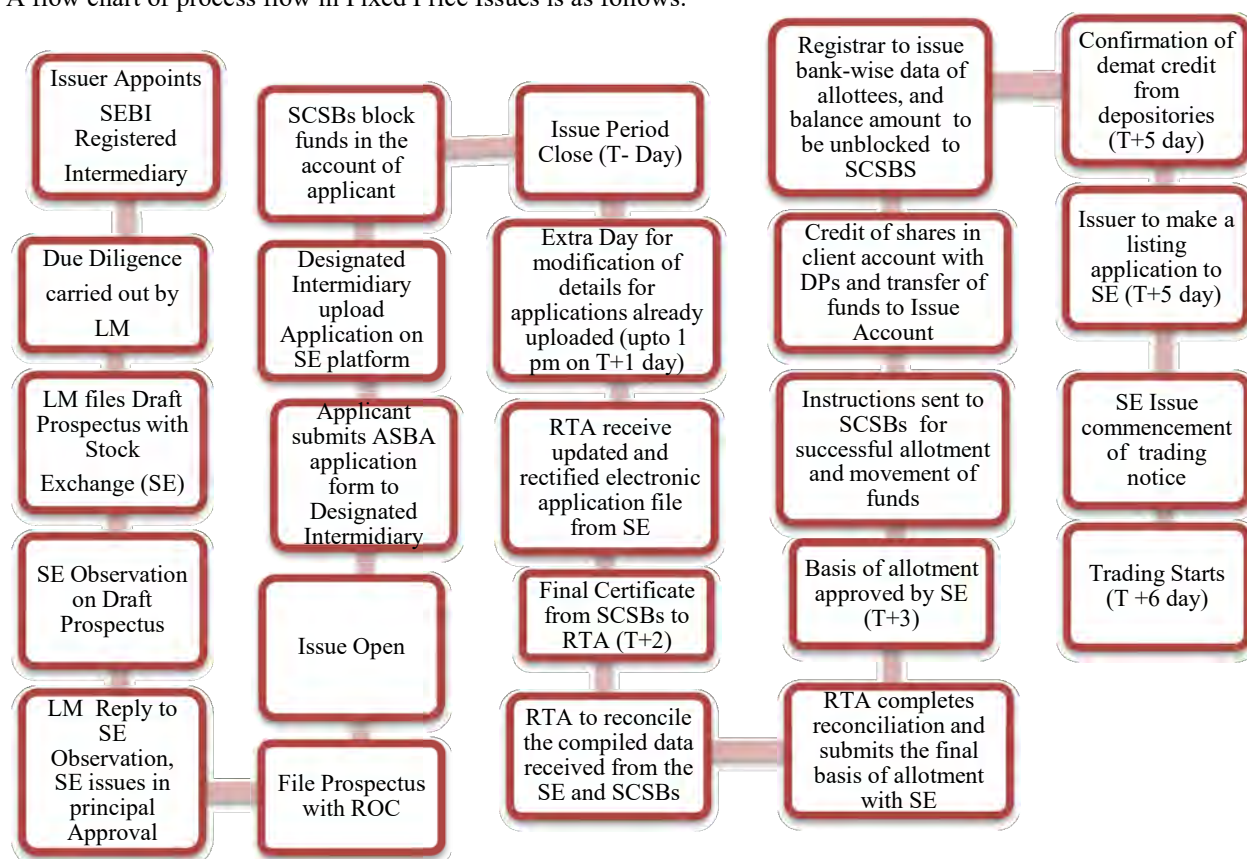 A flow chart of process flow in Fixed Price Issues is as follows:
Issuer Appoints
SEBI
Registered
Intermediary
Due Diligence
carried out by
LM
LM files Draft
Prospectus with
Stock
Exchange (SE)
SE Observation
on Draft
Prospectus
LM Reply to
SE
Observation,
SE issues in
principal
Approval
File Prospectus
with ROC
Issue Open
Applicant
submits ASBA
application
form to
Designated
Intermidiary
Designated
Intermidiary
upload
Application on
SE platform
SCSBs block
funds in the
account of
applicant
Issue Period
Close (T- Day)
Extra Day for
modification of
details for
applications already
uploaded (upto 1
pm on T+1 day)
RTA receive
updated and
rectified electronic
application file
from SE
Final Certificate
from SCSBs to
RTA (T+2)
RTA to reconcile
the compiled data
received from the
SE and SCSBs
RTA completes
reconciliation and
submits the final
basis of allotment
with SE
Basis of allotment
approved by SE
(T+3)
Instructions sent to
SCSBs for
successful allotment
and movement of
funds
Credit of shares in
client account with
DPs and transfer of
funds to Issue
Account
Registrar to issue
bank-wise data of
allottees, and
balance amount to
be unblocked to
SCSBS
Confirmation of
demat credit
from
depositories
(T+5 day)
Issuer to make a
listing
application to
SE (T+5 day)
SE Issue
commencement
of trading
notice
Trading Starts
(T +6 day)